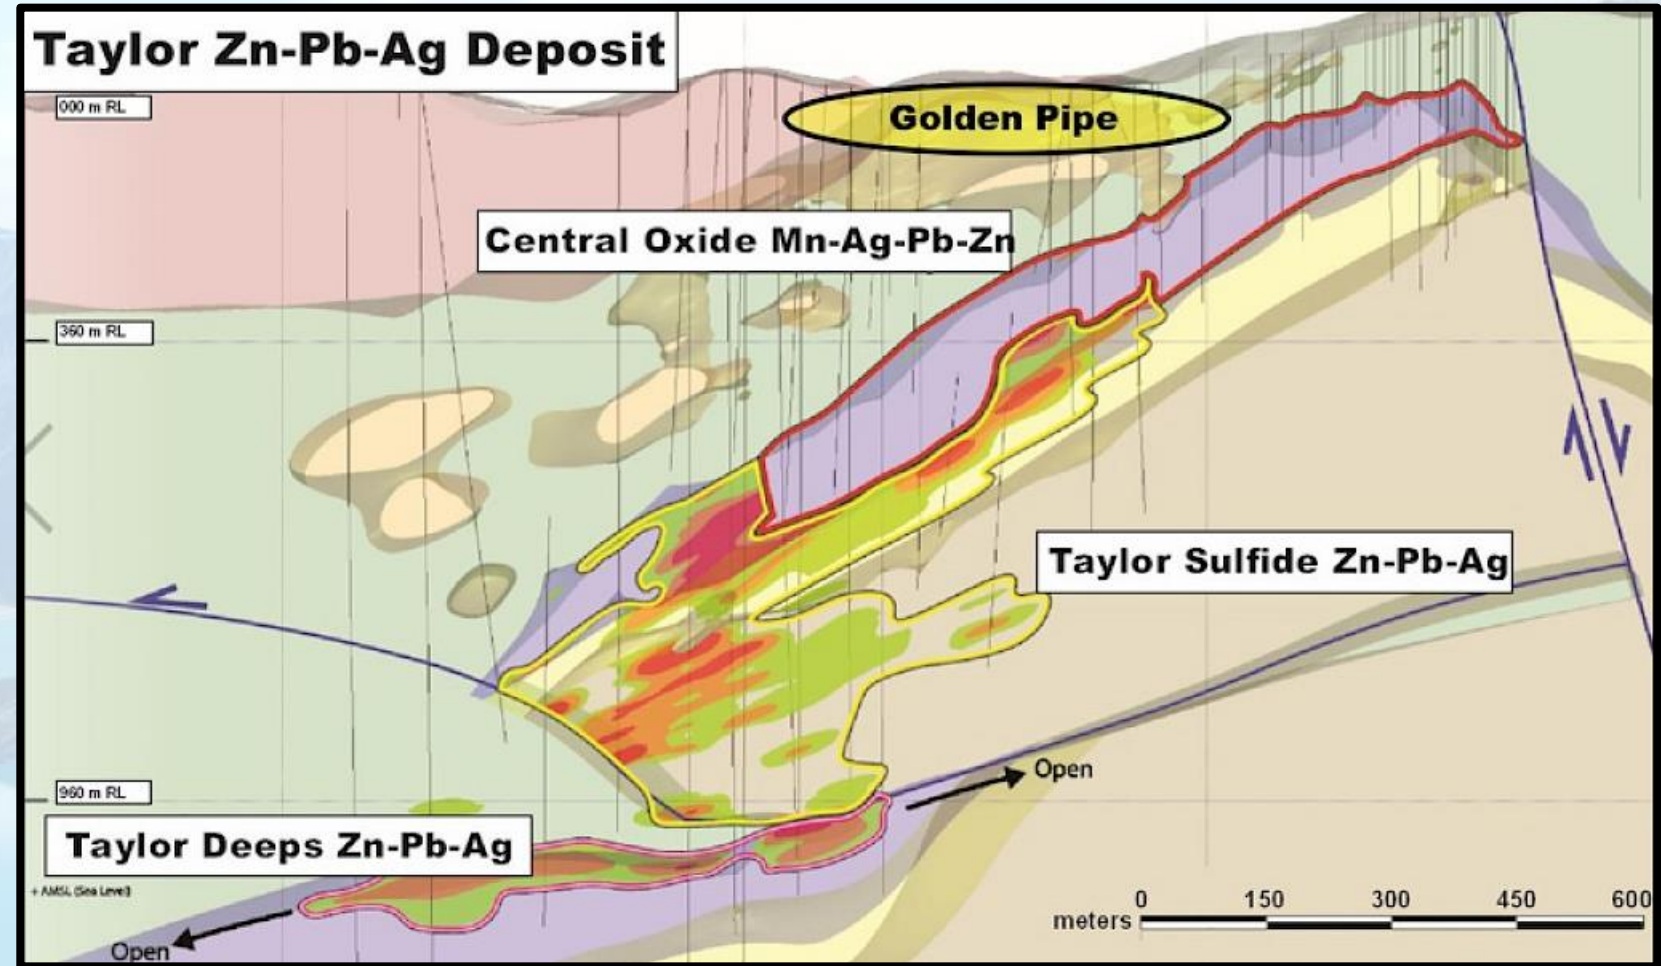 Taylor Zn-Pb-Ag Deposit
000 m RL
Golden Pipe
Central Oxide Mn-Ag-Pb-Zn
360 m RL
Taylor Sulfide Zn-Pb-Ag
Open
960 m RL
Taylor Deeps Zn-Pb-Ag
+ AMSL (Sea Level)
Open
0 150 300 450 600
meters